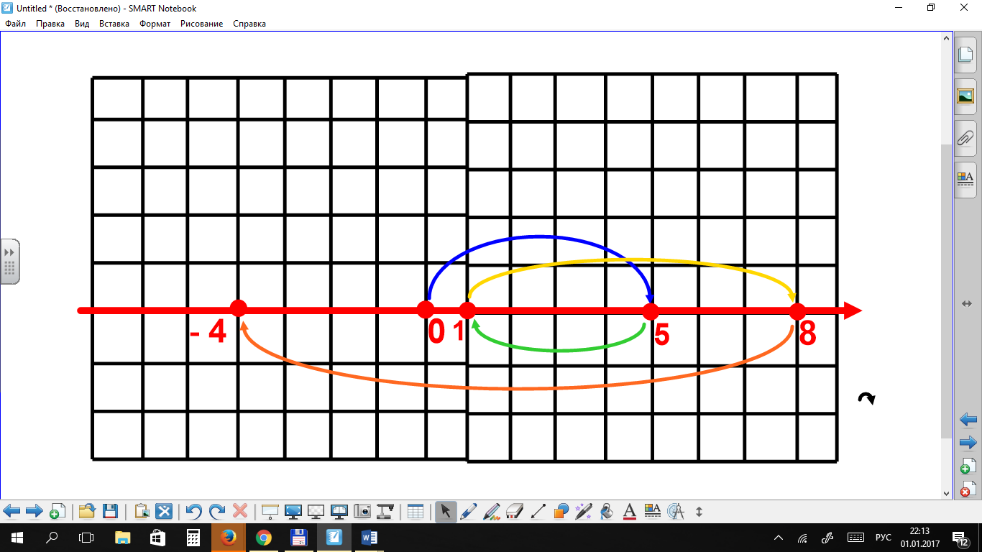 Untitled * (Восстановлено) - SMART Notebook
Файл Правка Вид Вставка Формат Рисование Справка
- 4 0 1 5 8
РУС
22:13
01.01.2017
12